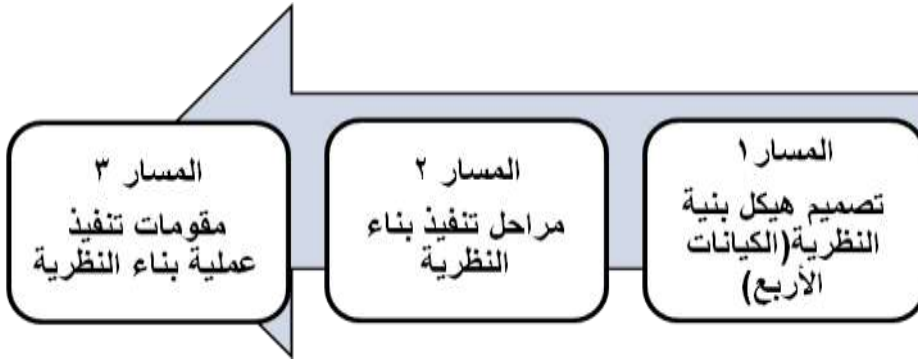 المسار ١
تصميم هيكل بنية
النظرية(الكيانات
الأربع)
المسار ٢
مراحل تنفيذ بناء
النظرية
المسار ٣
مقومات تنفيذ
عملية بناء النظرية